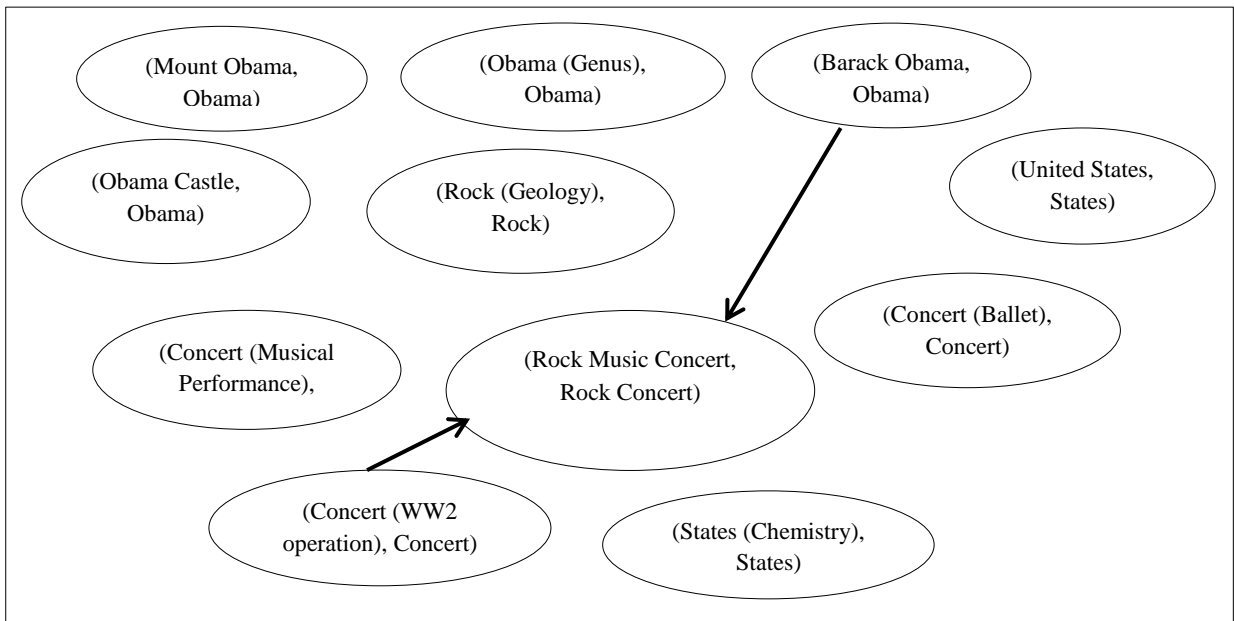 (Mount Obama,
Obama)
(Obama (Genus),
Obama)
(Barack Obama,
Obama)
(Obama Castle,
Obama)
(Rock (Geology),
Rock)
(United States,
States)
(Concert (Musical
Performance),
(Rock Music Concert,
Rock Concert)
(Concert (Ballet),
Concert)
(Concert (WW2
operation), Concert)
(States (Chemistry),
States)